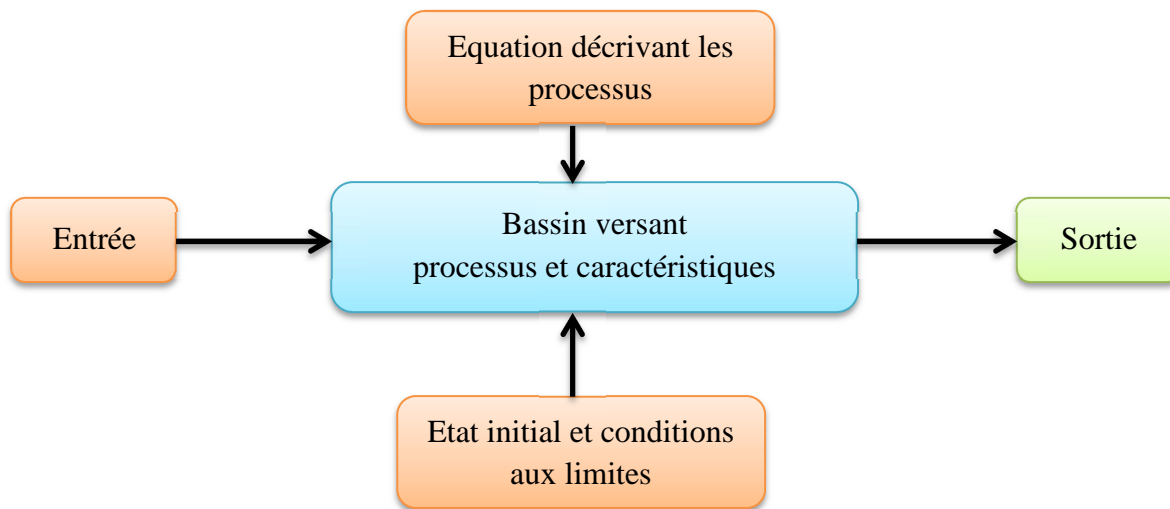 Equation décrivant les
processus
Entrée
Bassin versant
processus et caractéristiques
Sortie
Etat initial et conditions
aux limites